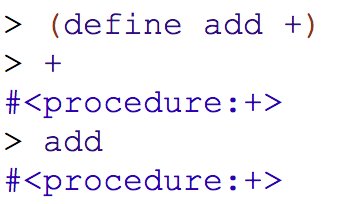 > (define add +)
> +
#<procedure:+>
> add
#<procedure:+>